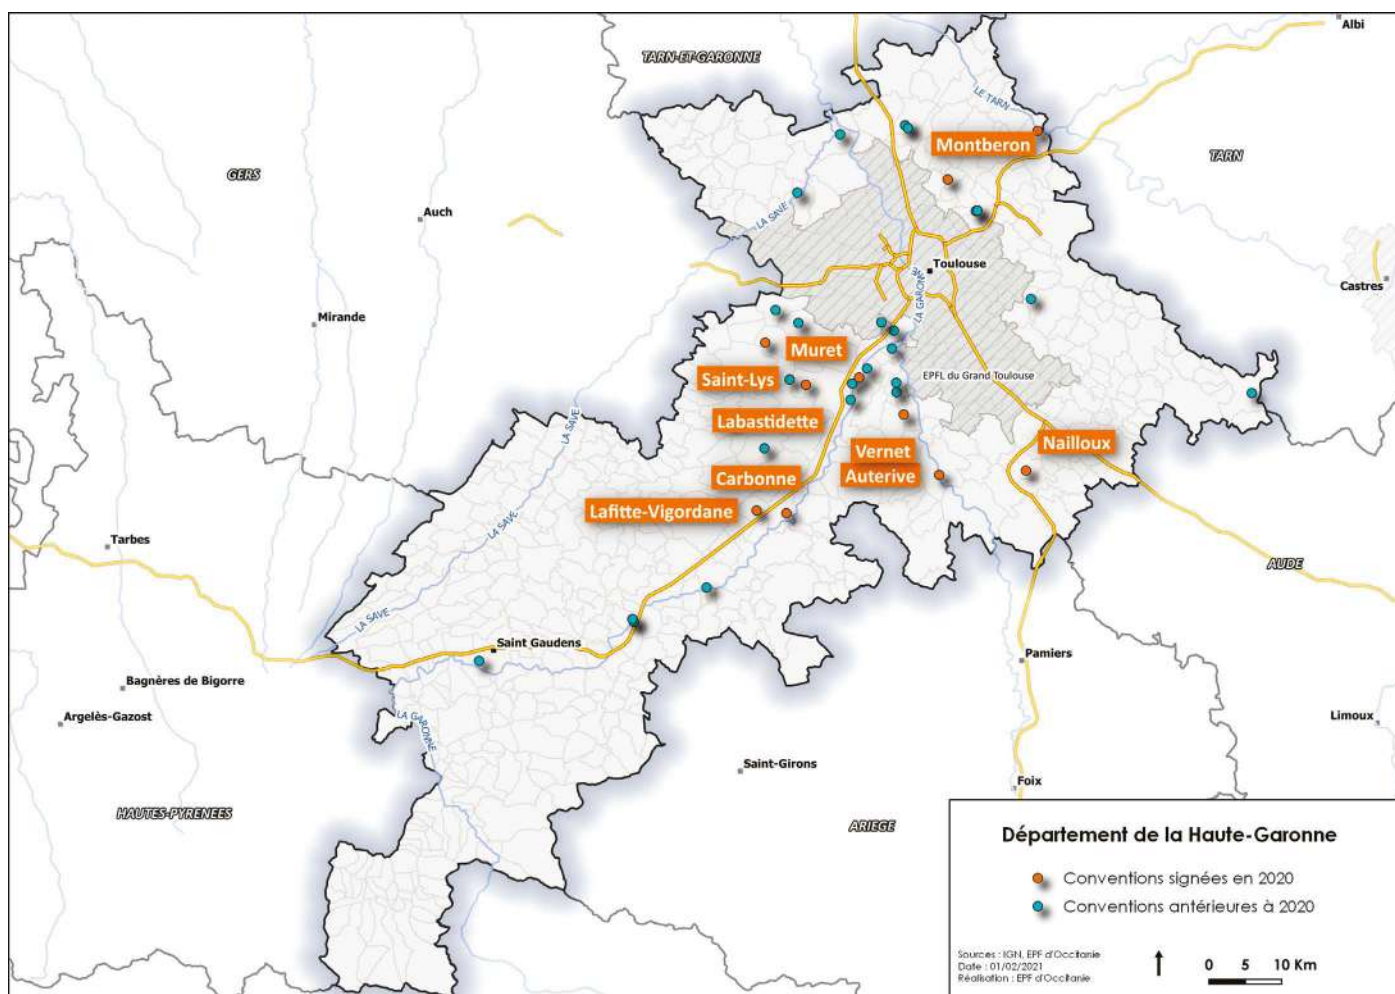 Albi
TARN-ET-GARONNE
LE TARN
Montberon
TARN
GERS
Auch
LA SAVE
Toulouse
LA GARONNE
Castres
Mirande
Muret
EPFL du Grand Toulouse
Saint-Lys
Labastidette
LA SAVE
Vernet
Nailloux
Auterive
Carbonne
Lafitte-Vigordane
LA SAVE
Tarbes
AUDE
LA SAVE
Saint Gaudens
Pamiers
Bagnères de Bigorre
Argelès-Gazost
LA GARONNE
Limoux
Saint-Girons
Foix
HAUTES-PYRENEES
ARIEGE
Département de la Haute-Garonne
Conventions signées en 2020
Conventions antérieures à 2020
Sources : IGN, EPF d'Occitanie
Date : 01/02/2021
Réalisation : EPF d'Occitanie
0 5 10 Km